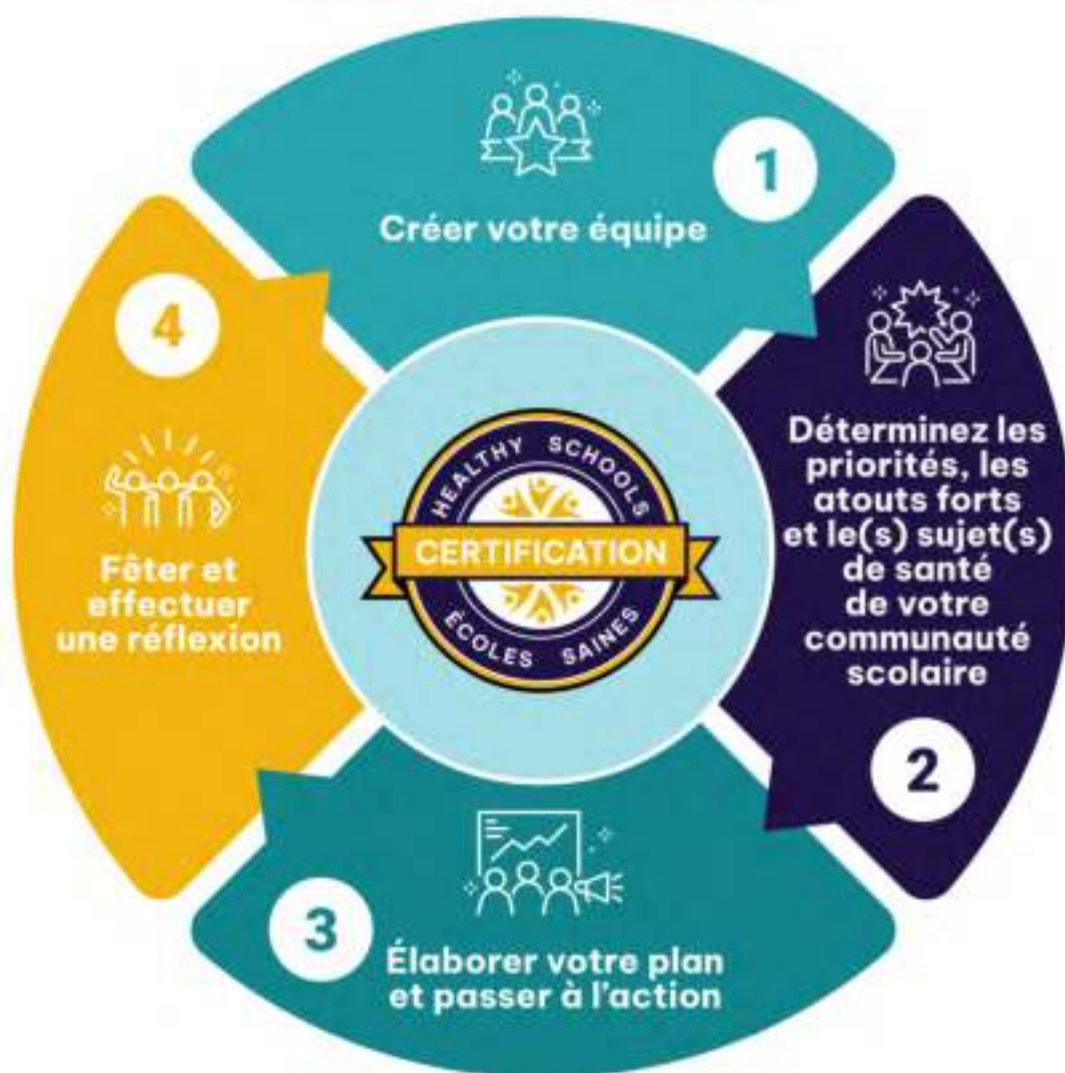 1
Créer votre équipe
Déterminez les
priorités, les
atouts forts
et le(s) sujet(s)
de santé
de votre
communauté
scolaire
2
3
Élaborer votre plan
et passer à l'action
4
Fêter et
effectuer
une réflexion
HEALTHY SCHOOLS
CERTIFICATION
ÉCOLES SAINES